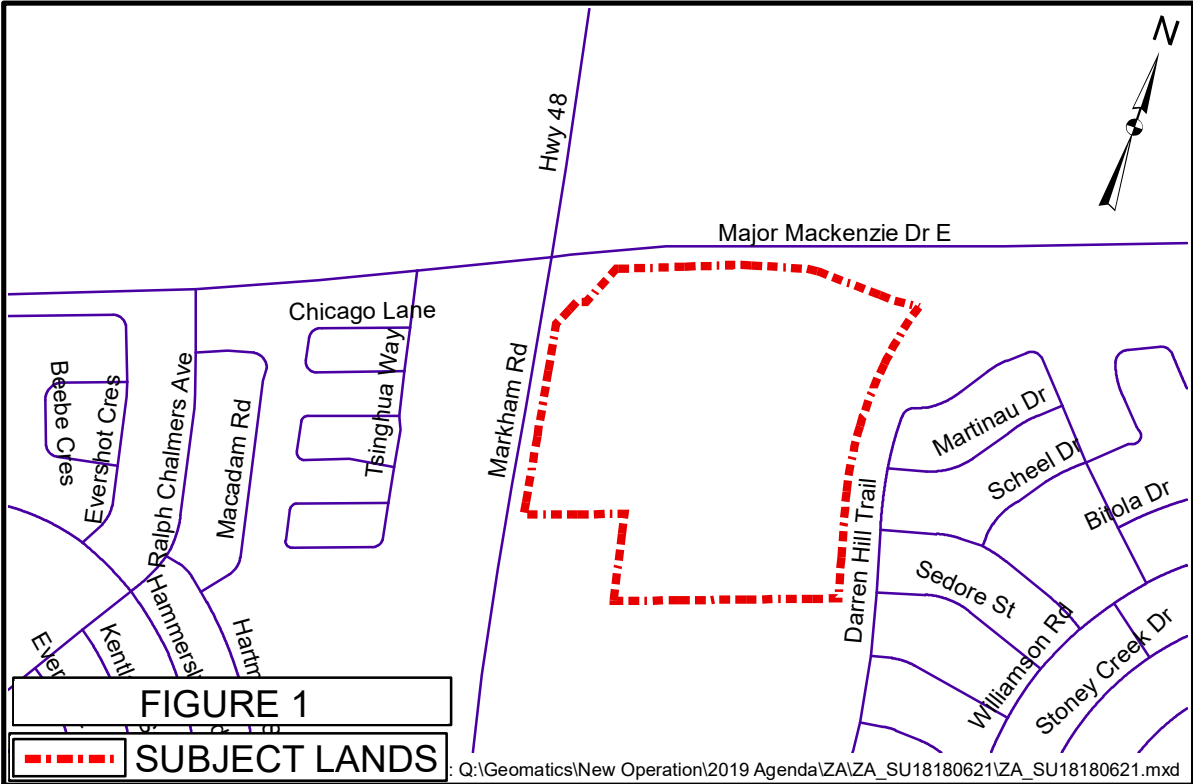 N
Hwy 48
Major Mackenzie Dr E
Chicago Lane
Tsinghua Way
Markham Rd
Beebe Cres
Evershot Cres
Ralph Chalmers Ave
Macadam Rd
Martinau Dr
Scheel Dr
Bitola Dr
Darren Hill Trail
Sedore St
Williamson Rd
Stoney Creek Dr
FIGURE 1
SUBJECT LANDS
: Q:\Geomatics\New Operation\2019 Agenda\ZA\ZA_SU18180621\ZA_SU18180621.mxd